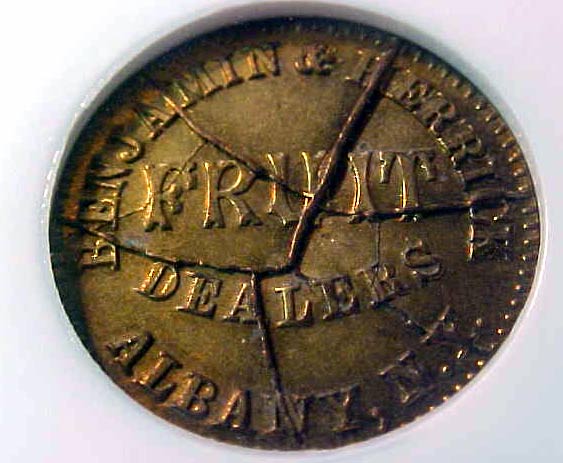 BENJAMIN & HERRICK
FRUIT
DEALERS
ALBANY, N.Y.